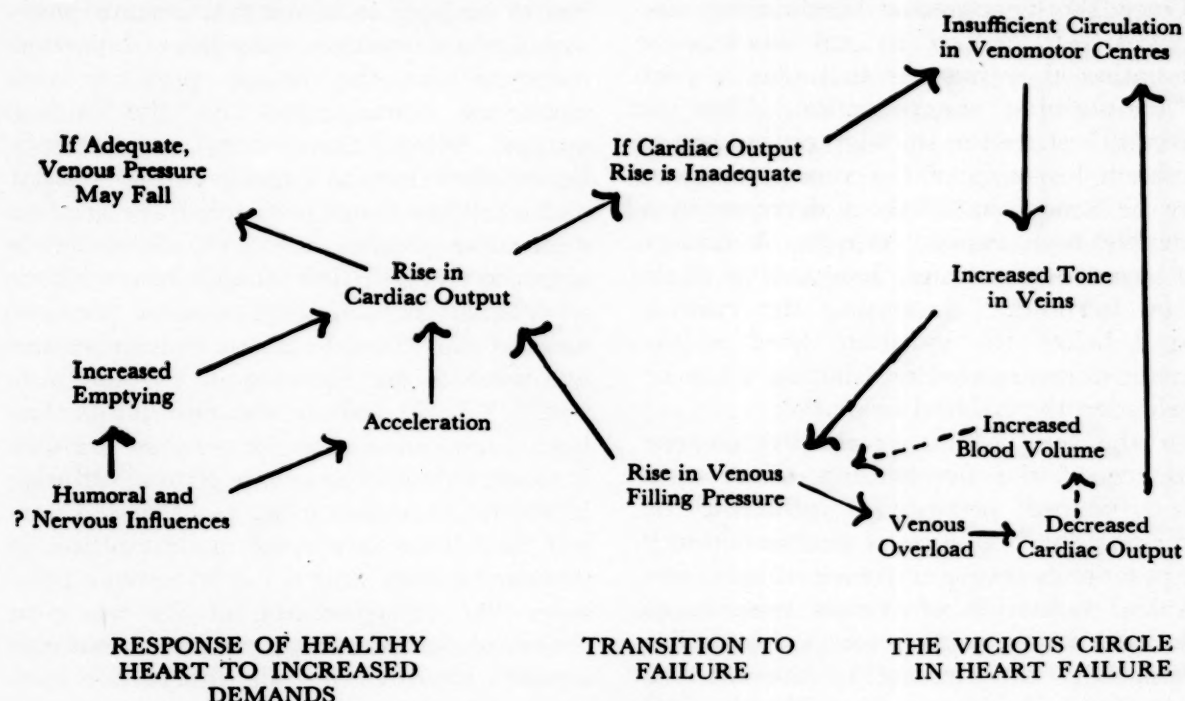 Insufficient Circulation
in Venomotor Centres
If Adequate,
Venous Pressure
May Fall
If Cardiac Output
Rise is Inadequate
Rise in
Cardiac Output
Increased Tone
in Veins
Increased
Emptying
Acceleration
Increased
Blood Volume
Rise in Venous
Filling Pressure
Humoral and
? Nervous Influences
Venous
Overload
Decreased
Cardiac Output
RESPONSE OF HEALTHY
HEART TO INCREASED
DEMANDS
TRANSITION TO
FAILURE
THE VICIOUS CIRCLE
IN HEART FAILURE